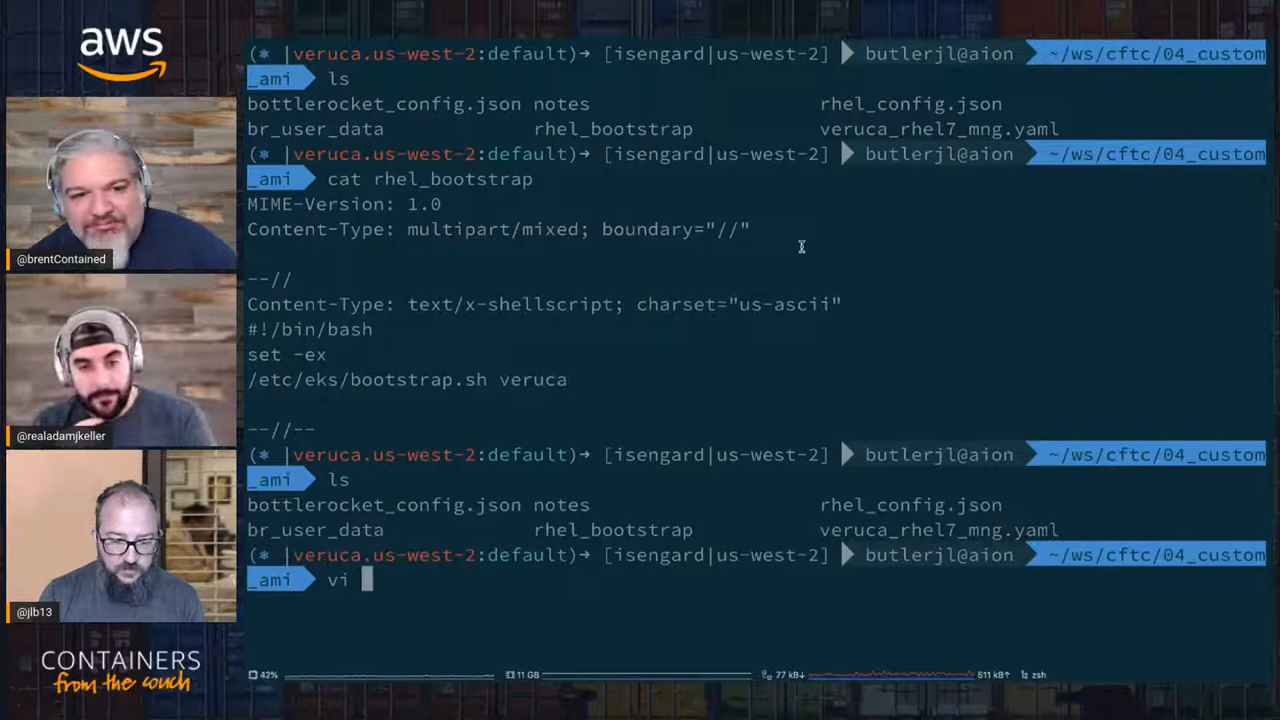 aws
@brentContained
@realadamjkeller
@jlb13
CONTAINERS
from the couch
(* |veruca.us-west-2:default)→ [isengard|us-west-2] butlerjl@aion ~/ws/cftc/04_custom
_ami ls
bottlerocket_config.json notes rhel_config.json
br_user_data rhel_bootstrap veruca_rhel7_mng.yaml
(* |veruca.us-west-2:default)→ [isengard|us-west-2] butlerjl@aion ~/ws/cftc/04_custom
_ami cat rhel_bootstrap
MIME-Version: 1.0
Content-Type: multipart/mixed; boundary="//"
--//
Content-Type: text/x-shellscript; charset="us-ascii"
#!/bin/bash
set -ex
/etc/eks/bootstrap.sh veruca
--//--
(* |veruca.us-west-2:default)→ [isengard|us-west-2] butlerjl@aion ~/ws/cftc/04_custom
_ami ls
bottlerocket_config.json notes rhel_config.json
br_user_data rhel_bootstrap veruca_rhel7_mng.yaml
(* |veruca.us-west-2:default)→ [isengard|us-west-2] butlerjl@aion ~/ws/cftc/04_custom
_ami vi
42% 11 GB 77 kB↓ 511 kB↑ zsh